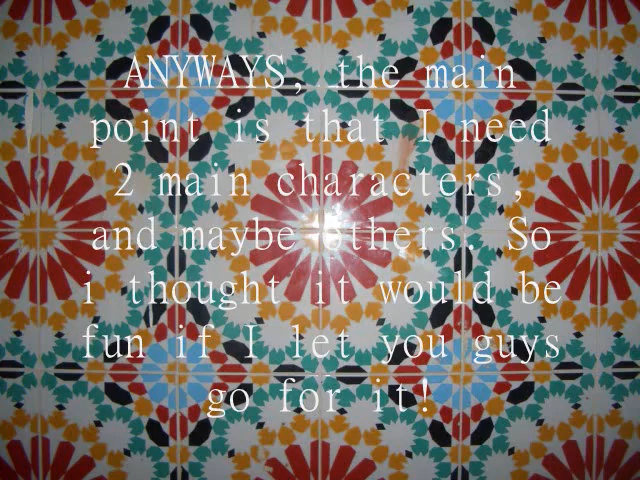 ANYWAYS, the main
point is that I need
2 main characters,
and maybe others. So
i thought it would be
fun if I let you guys
go for it!